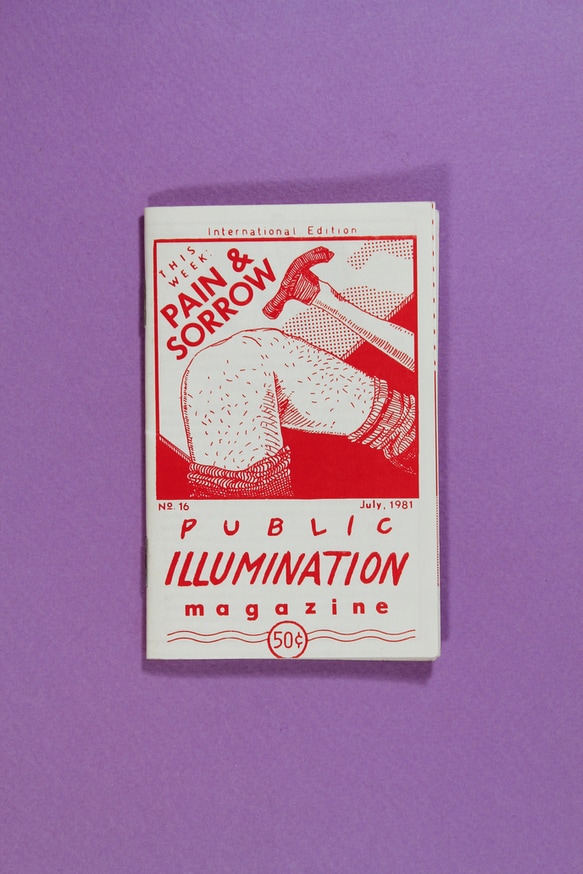 International Edition
THIS
WEEK:
PAIN &
SORROW
Nº. 16
July, 1981
PUBLIC
ILLUMINATION
magazine
50¢